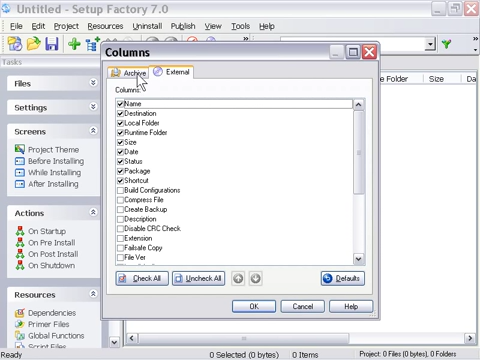 Untitled - Setup Factory 7.0
File Edit Project Resources Uninstall Publish View Tools Help
Tasks
Files
Settings
Screens
Project Theme
Before Installing
While Installing
After Installing
Actions
On Startup
On Pre Install
On Post Install
On Shutdown
Resources
Dependencies
Primer Files
Global Functions
Script Files
Columns
Archive External
Columns:
Name
Destination
Local Folder
Runtime Folder
Size
Date
Status
Package
Shortcut
Build Configurations
Compress File
Create Backup
Description
Disable CRC Check
Extension
Failsafe Copy
File Ver
Check All Uncheck All Defaults
OK Cancel Help
e Folder Size Da
Ready 0 Selected (0 bytes) 0 Items Project: 0 Files (0 bytes), 0 Folders